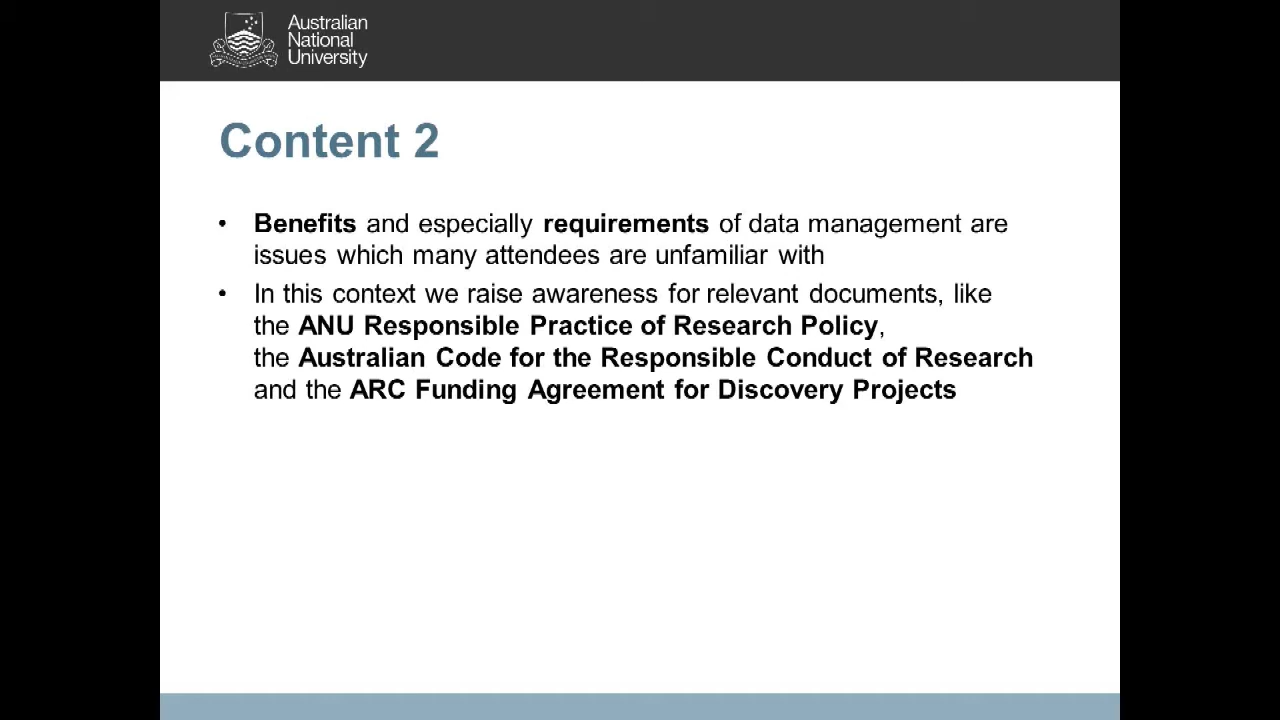 Australian
National
University
Content 2
• Benefits and especially requirements of data management are
issues which many attendees are unfamiliar with
• In this context we raise awareness for relevant documents, like
the ANU Responsible Practice of Research Policy,
the Australian Code for the Responsible Conduct of Research
and the ARC Funding Agreement for Discovery Projects